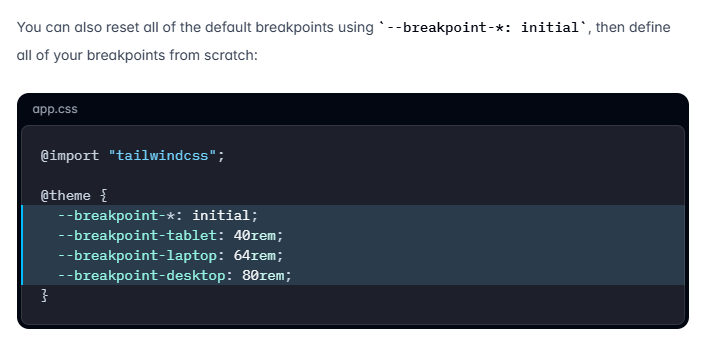 You can also reset all of the default breakpoints using `--breakpoint-*: initial`, then define
all of your breakpoints from scratch:
app.css
@import "tailwindcss";
@theme {
  --breakpoint-*: initial;
  --breakpoint-tablet: 40rem;
  --breakpoint-laptop: 64rem;
  --breakpoint-desktop: 80rem;
}